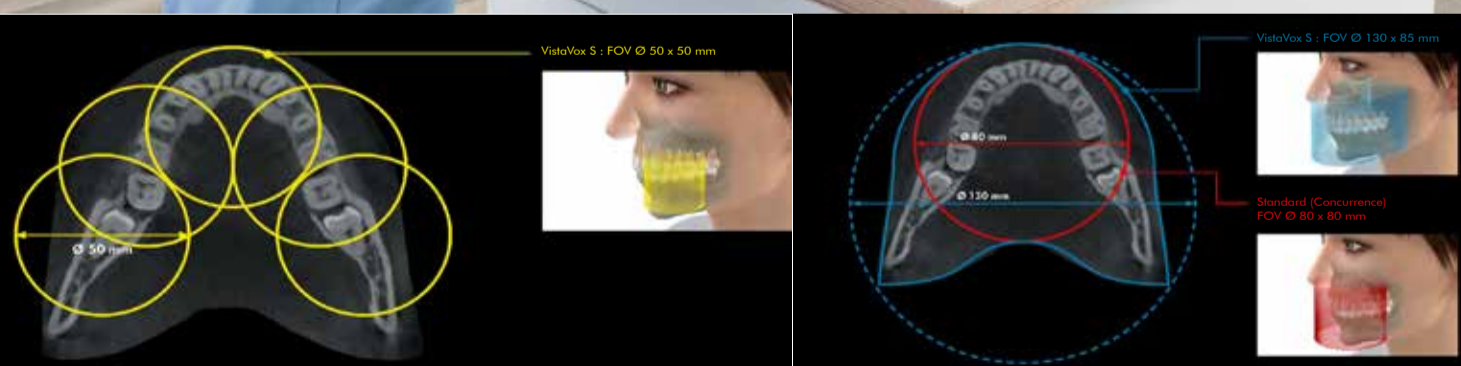 VistaVox S : FOV Ø 50 x 50 mm
Ø 50 mm
VistaVox S : FOV Ø 130 x 85 mm
Ø 80 mm
Ø 130 mm
Standard (Concurrence)
FOV Ø 80 x 80 mm